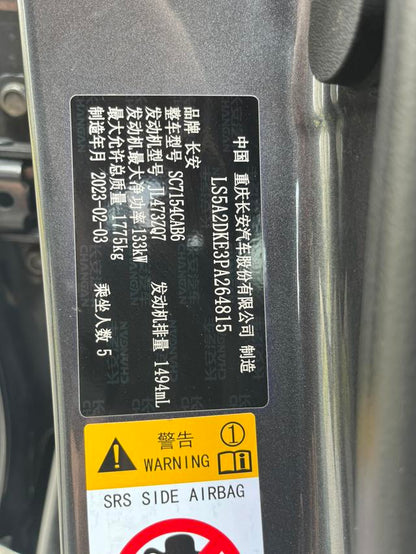 中国 重庆长安汽车股份有限公司 制造
LS5A2DKE3PA264815
品牌 长安
整车型号 SC7154CAB6
发动机型号 JL473ZQ7 发动机排量 1494mL
发动机最大净功率 133kW
最大允许总质量 1775kg
制造年月 2023-02-03 乘坐人数 5
警告 ①
WARNING
SRS SIDE AIRBAG